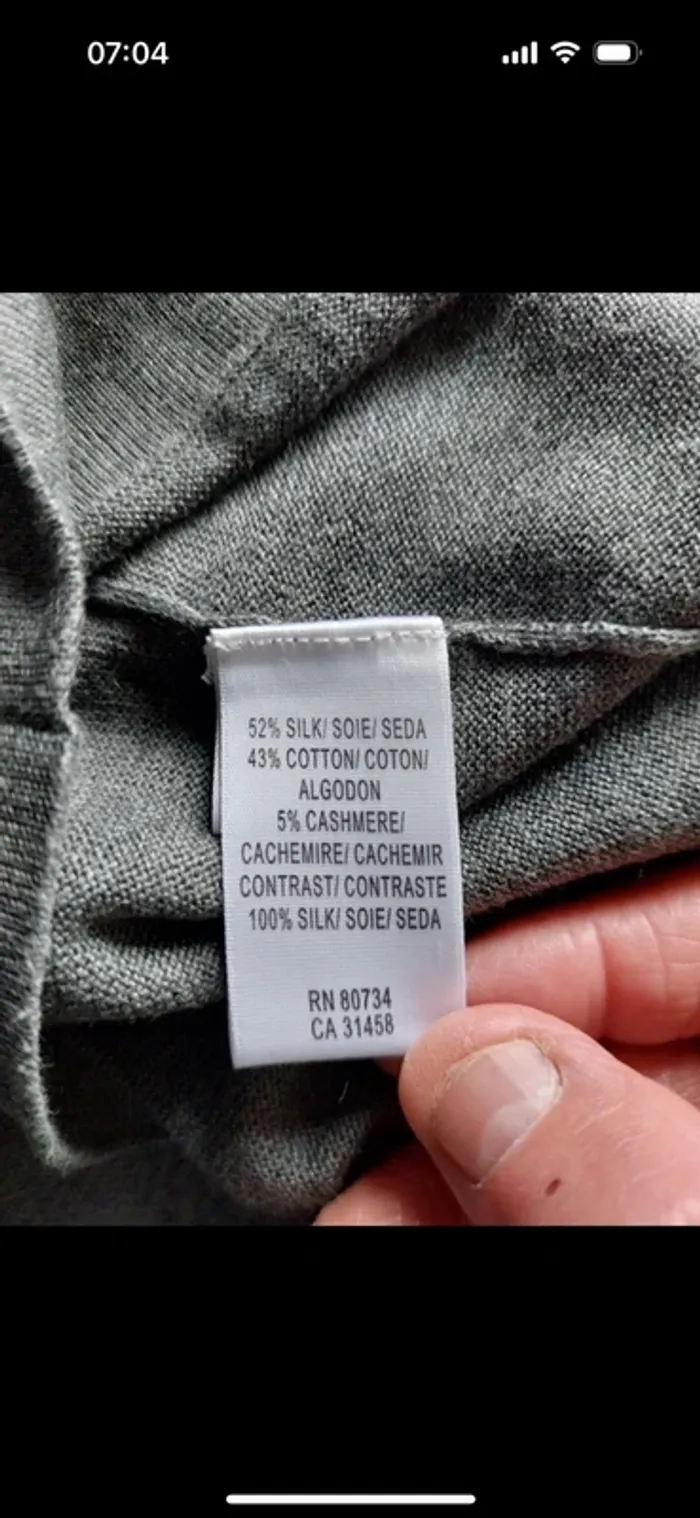 07:04
52% SILK/ SOIE/ SEDA
43% COTTON/ COTON/
ALGODON
5% CASHMERE/
CACHEMIRE/ CACHEMIR
CONTRAST/ CONTRASTE
100% SILK/ SOIE/ SEDA
RN 80734
CA 31458